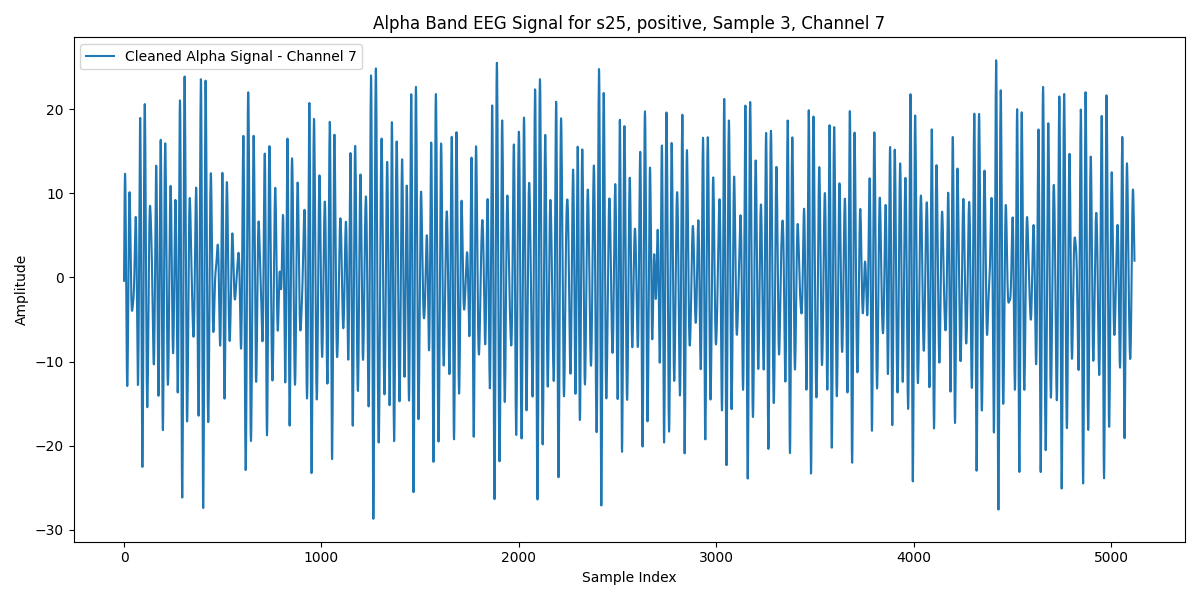 Alpha Band EEG Signal for s25, positive, Sample 3, Channel 7
Cleaned Alpha Signal - Channel 7
Amplitude
20
10
0
−10
−20
−30
0 1000 2000 3000 4000 5000
Sample Index